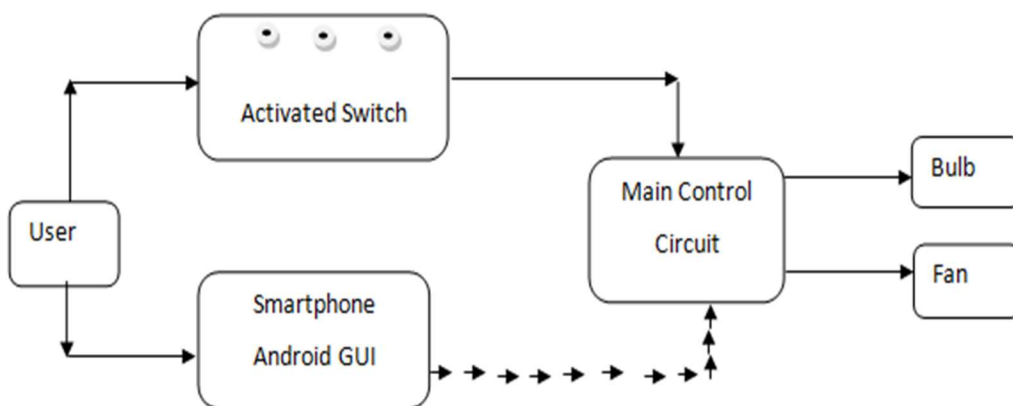 Activated Switch
User
Smartphone
Android GUI
Main Control
Circuit
Bulb
Fan